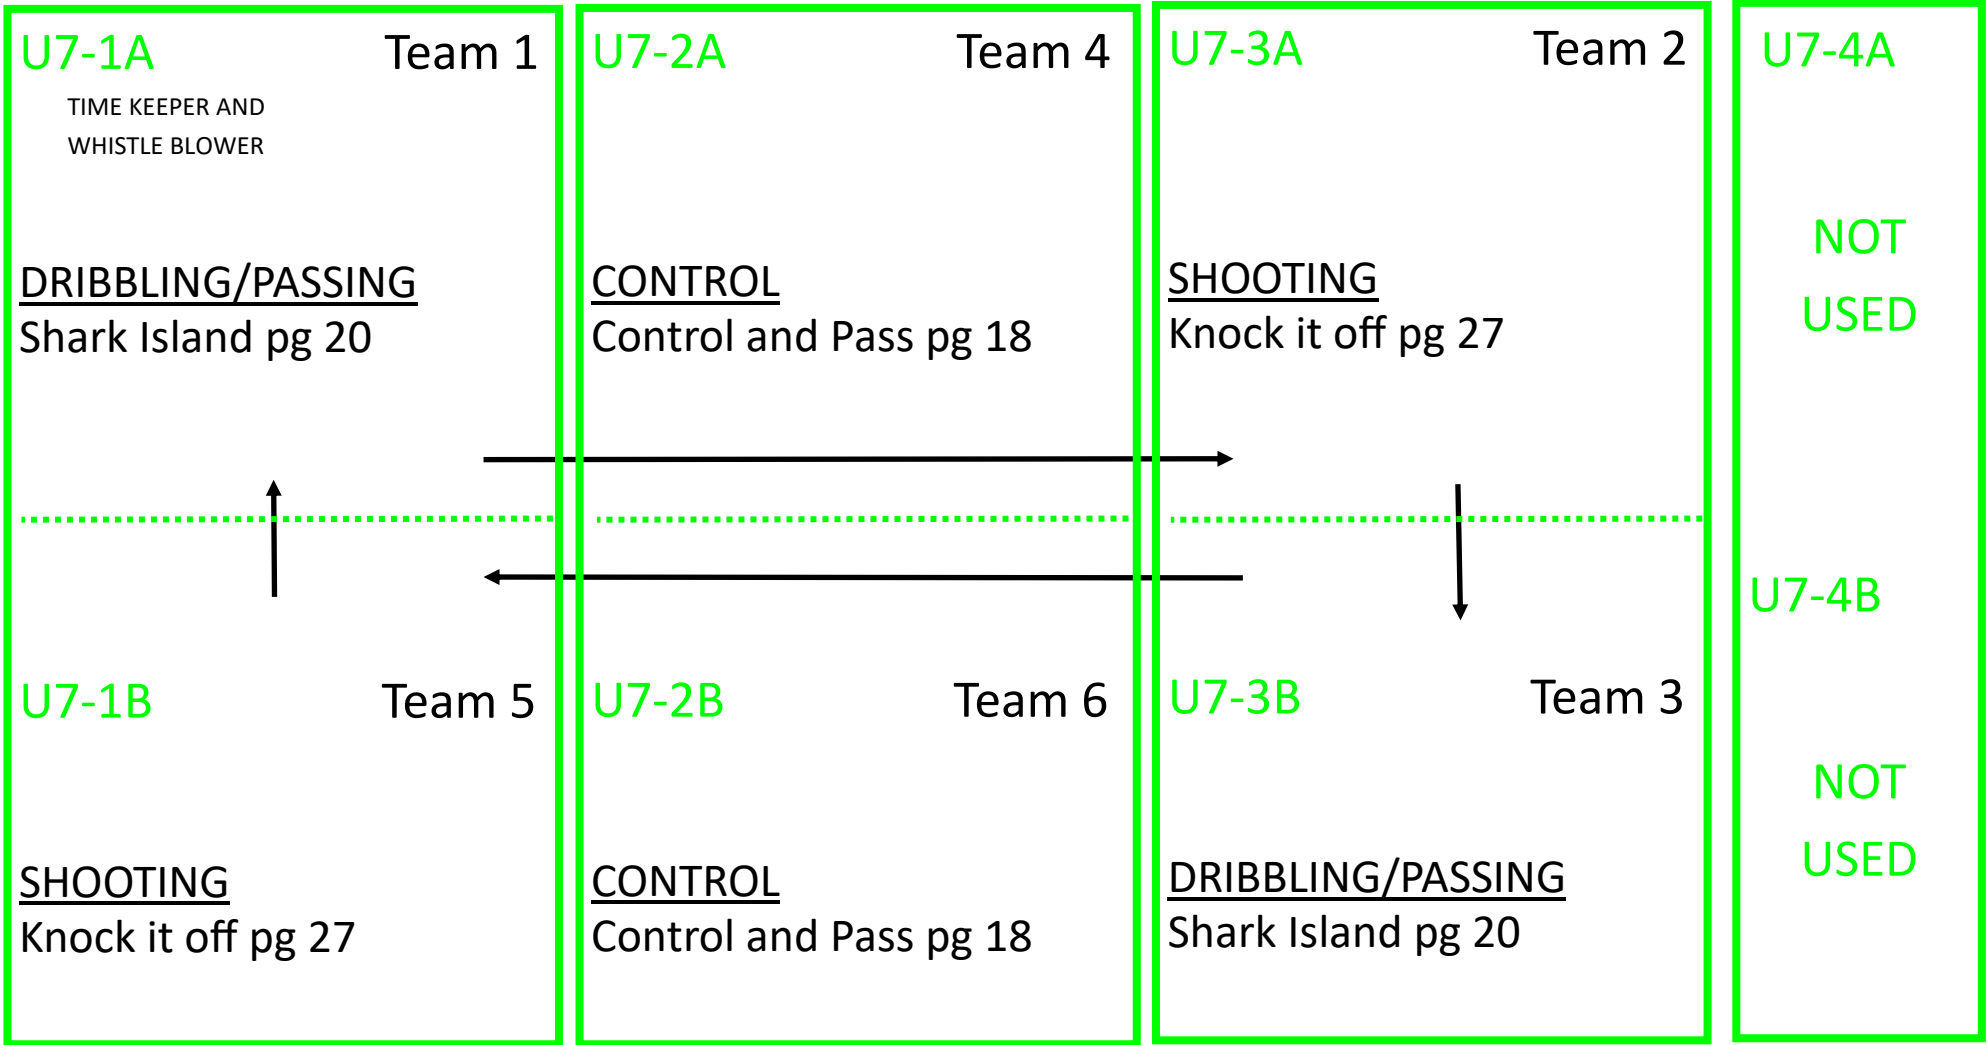 U7-1A Team 1
TIME KEEPER AND
WHISTLE BLOWER
DRIBBLING/PASSING
Shark Island pg 20
U7-2A Team 4
CONTROL
Control and Pass pg 18
U7-3A Team 2
SHOOTING
Knock it off pg 27
U7-4A
NOT
USED
U7-1B Team 5
SHOOTING
Knock it off pg 27
U7-2B Team 6
CONTROL
Control and Pass pg 18
U7-3B Team 3
DRIBBLING/PASSING
Shark Island pg 20
U7-4B
NOT
USED